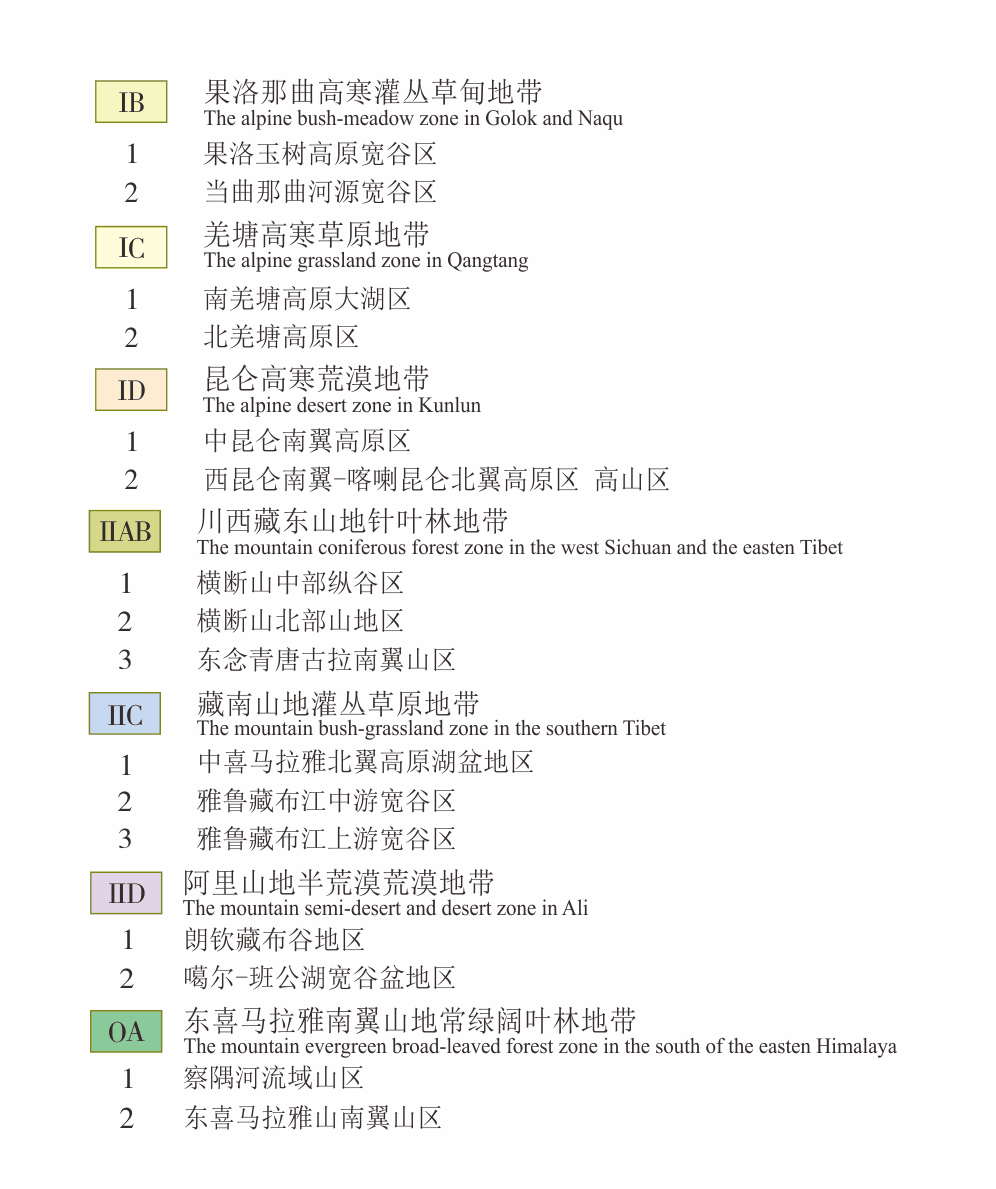 IB 果洛那曲高寒灌丛草甸地带
The alpine bush-meadow zone in Golok and Naqu
1 果洛玉树高原宽谷区
2 当曲那曲河源宽谷区
IC 羌塘高寒草原地带
The alpine grassland zone in Qangtang
1 南羌塘高原大湖区
2 北羌塘高原区
ID 昆仑高寒荒漠地带
The alpine desert zone in Kunlun
1 中昆仑南翼高原区
2 西昆仑南翼-喀喇昆仑北翼高原区 高山区
IIAB 川西藏东山地针叶林地带
The mountain coniferous forest zone in the west Sichuan and the easten Tibet
1 横断山中部纵谷区
2 横断山北部山地区
3 东念青唐古拉南翼山区
IIC 藏南山地灌丛草原地带
The mountain bush-grassland zone in the southern Tibet
1 中喜马拉雅北翼高原湖盆地区
2 雅鲁藏布江中游宽谷区
3 雅鲁藏布江上游宽谷区
IID 阿里山地半荒漠荒漠地带
The mountain semi-desert and desert zone in Ali
1 朗钦藏布谷地区
2 噶尔-班公湖宽谷盆地区
OA 东喜马拉雅南翼山地常绿阔叶林地带
The mountain evergreen broad-leaved forest zone in the south of the easten Himalaya
1 察隅河流域山区
2 东喜马拉雅山南翼山区